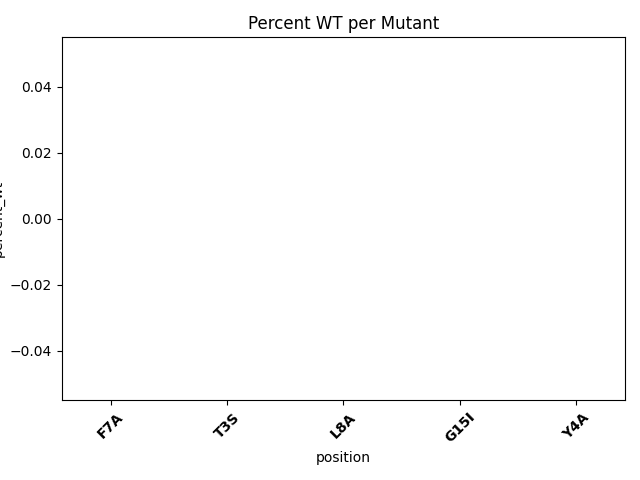 Percent WT per Mutant
0.04
0.02
0.00
−0.02
−0.04
percent_wt
F7A T3S L8A G15I Y4A
position